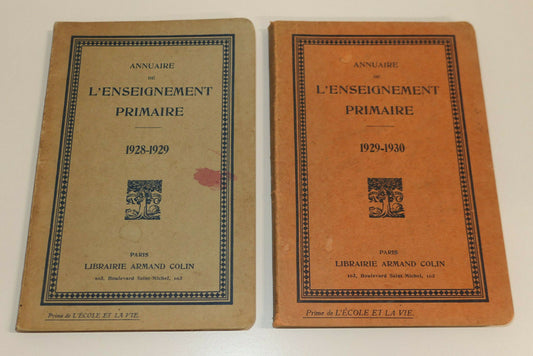 ANNUAIRE
DE
L'ENSEIGNEMENT
PRIMAIRE
1928-1929
PARIS
LIBRAIRIE ARMAND COLIN
103, Boulevard Saint-Michel, 103
Prime de L'ÉCOLE ET LA VIE.
ANNUAIRE
DE
L'ENSEIGNEMENT
PRIMAIRE
1929-1930
PARIS
LIBRAIRIE ARMAND COLIN
103, Boulevard Saint-Michel, 103
Prime de L'ÉCOLE ET LA VIE.